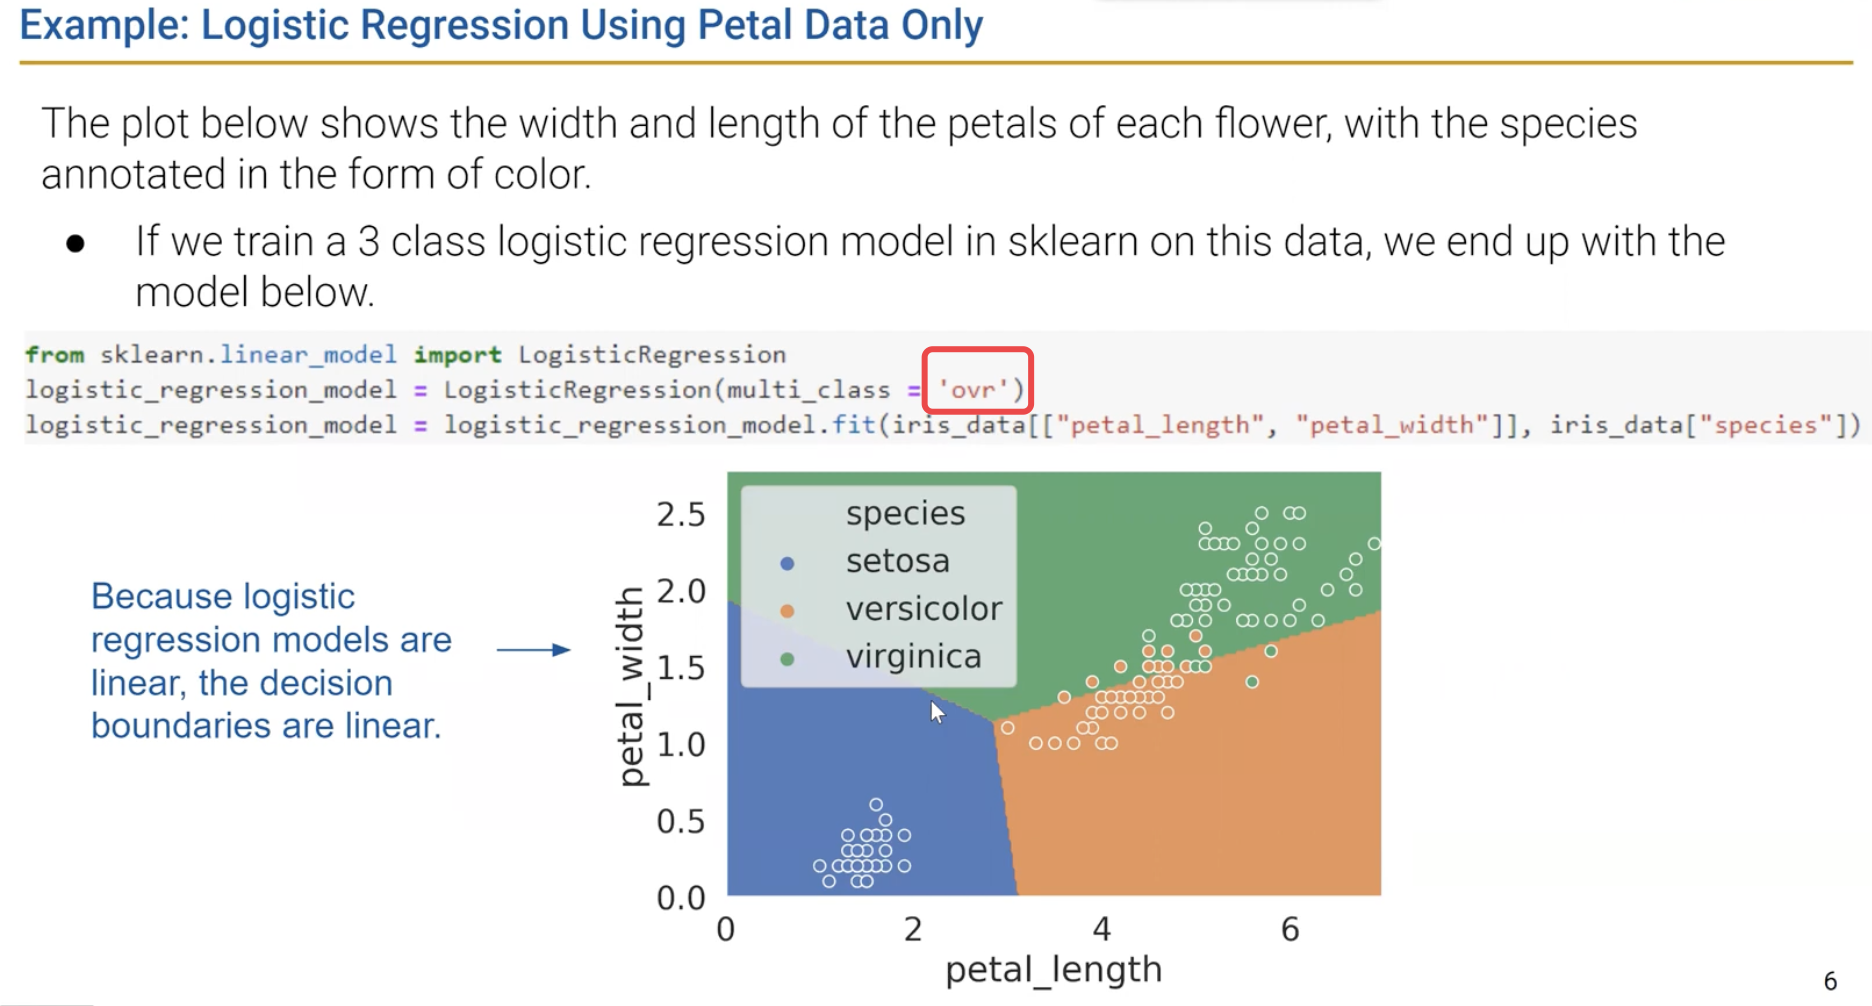 Example: Logistic Regression Using Petal Data Only
The plot below shows the width and length of the petals of each flower, with the species
annotated in the form of color.
● If we train a 3 class logistic regression model in sklearn on this data, we end up with the
model below.
from sklearn.linear_model import LogisticRegression
logistic_regression_model = LogisticRegression(multi_class = 'ovr')
logistic_regression_model = logistic_regression_model.fit(iris_data[["petal_length", "petal_width"]], iris_data["species"])
Because logistic
regression models are
linear, the decision
boundaries are linear.
petal_width
2.5
2.0
1.5
1.0
0.5
0.0
species
setosa
versicolor
virginica
0 2 4 6
petal_length
6